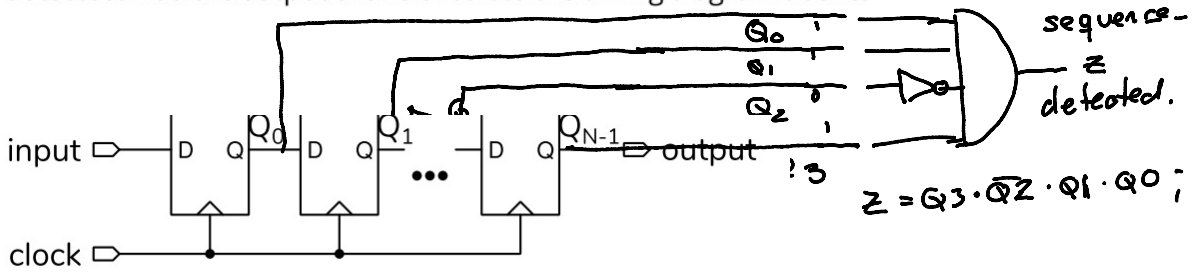 sequence
Q0 1
1
Z
Q1
0
detected.
Q2
input
D Q
Q0
D Q
Q1
...
D Q
QN-1
output
1
! 3
Z = Q3 · Q̅2̅ · Q1 · Q0 ;
clock